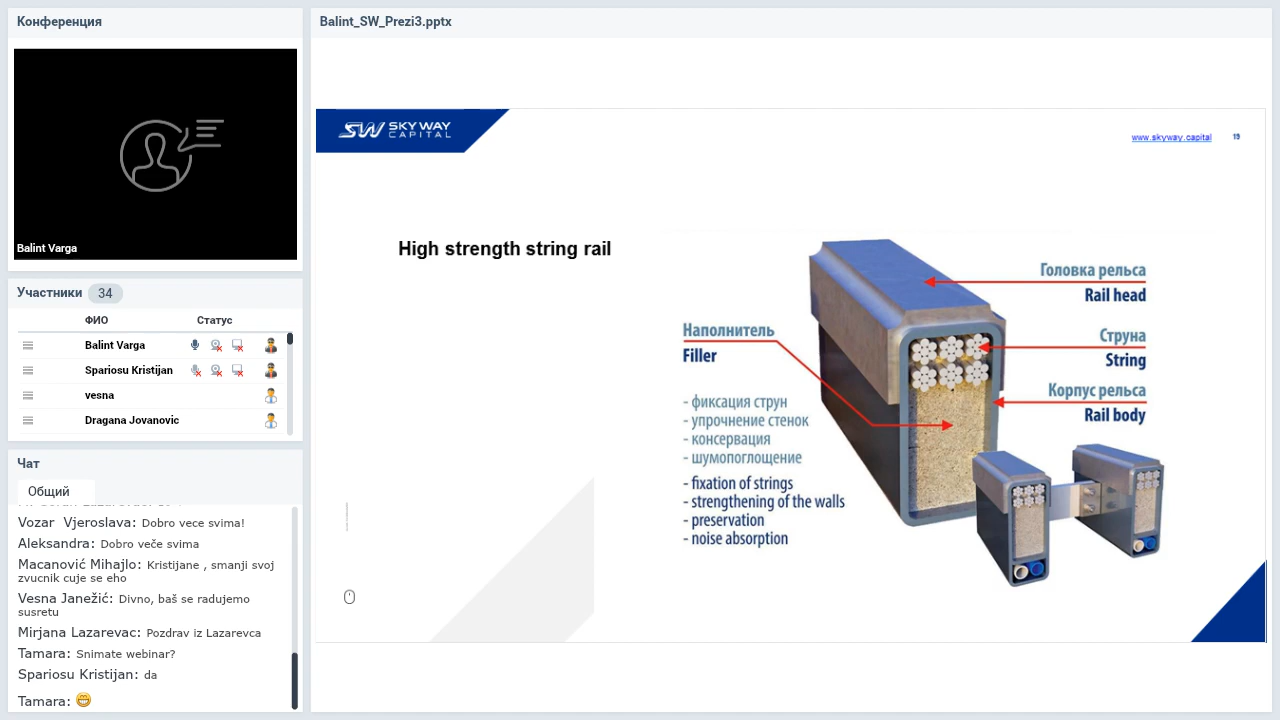 Конференция
Balint Varga
Участники 34
ФИО Статус
Balint Varga
Spariosu Kristijan
vesna
Dragana Jovanovic
Чат
Общий
Vozar Vjeroslava: Dobro vece svima!
Aleksandra: Dobro veče svima
Macanović Mihajlo: Kristijane , smanji svoj
zvucnik cuje se eho
Vesna Janežić: Divno, baš se radujemo
susretu
Mirjana Lazarevac: Pozdrav iz Lazarevca
Tamara: Snimate webinar?
Spariosu Kristijan: da
Tamara:
Balint_SW_Prezi3.pptx
SW SKY WAY
CAPITAL
www.skyway.capital 19
High strength string rail
Головка рельса
Rail head
Струна
String
Корпус рельса
Rail body
Наполнитель
Filler
- фиксация струн
- упрочнение стенок
- консервация
- шумопоглощение
- fixation of strings
- strengthening of the walls
- preservation
- noise absorption